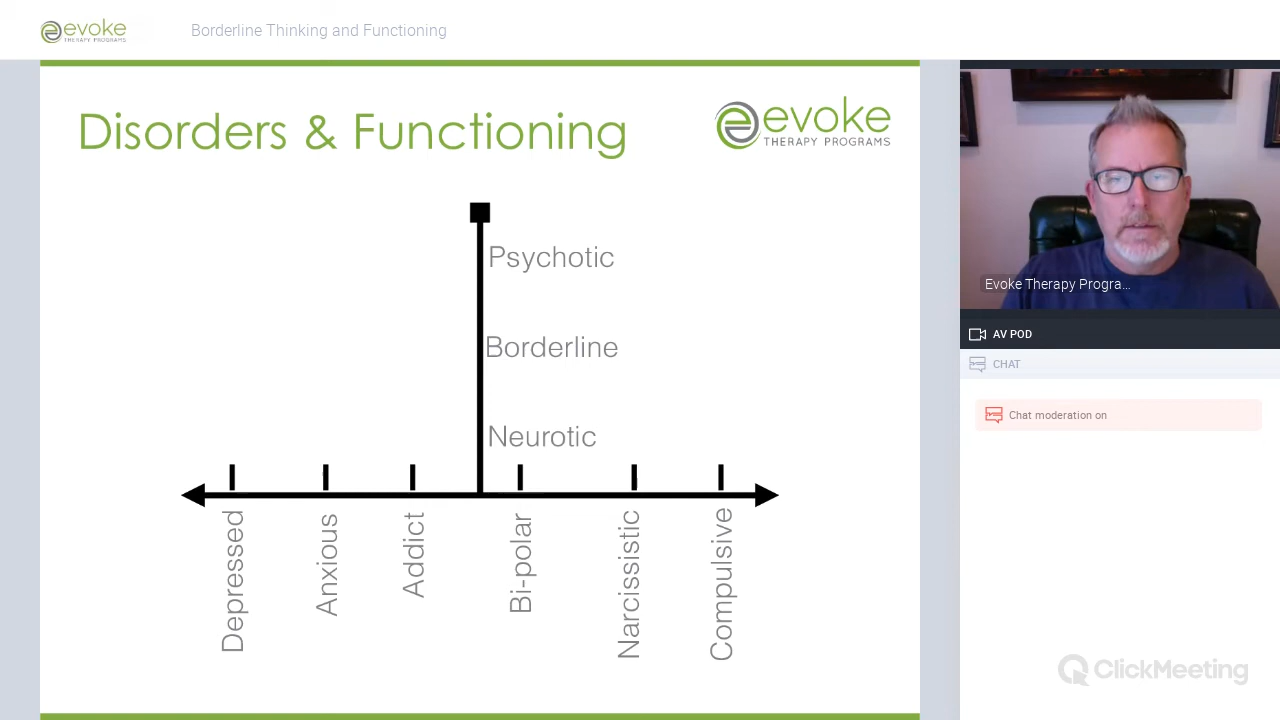 evoke
THERAPY PROGRAMS
Borderline Thinking and Functioning
Disorders & Functioning
evoke
THERAPY PROGRAMS
Psychotic
Borderline
Neurotic
Depressed
Anxious
Addict
Bi-polar
Narcissistic
Compulsive
Evoke Therapy Progra...
AV POD
CHAT
Chat moderation on
ClickMeeting